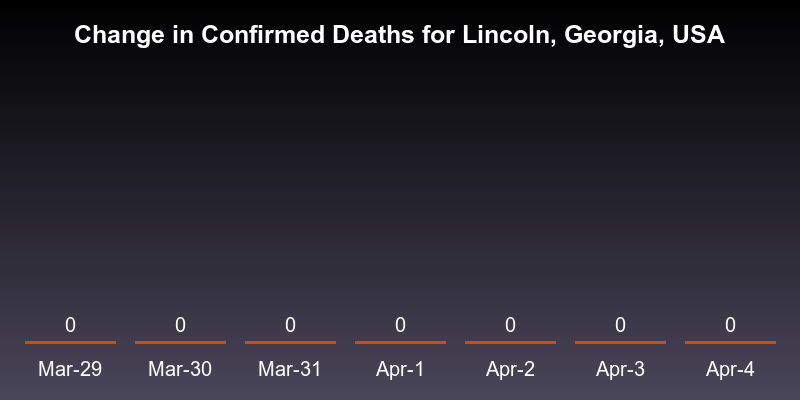 Change in Confirmed Deaths for Lincoln, Georgia, USA
0 0 0 0 0 0 0
Mar-29 Mar-30 Mar-31 Apr-1 Apr-2 Apr-3 Apr-4